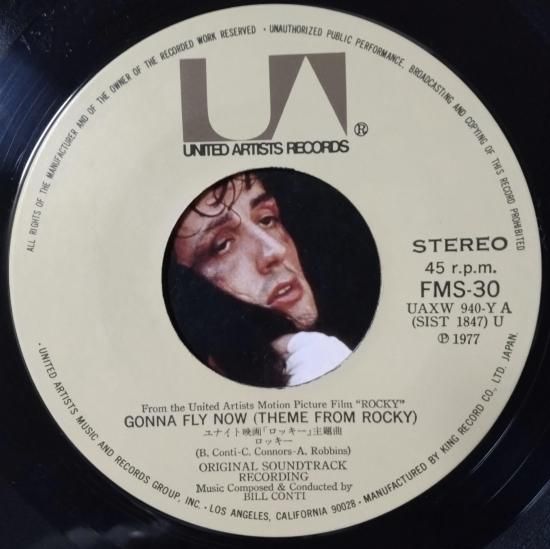 ALL RIGHTS OF THE MANUFACTURER AND OF THE OWNER OF THE RECORDED WORK RESERVED · UNAUTHORIZED PUBLIC PERFORMANCE, BROADCASTING AND COPYING OF THIS RECORD PROHIBITED
UA®
UNITED ARTISTS RECORDS
STEREO
45 r.p.m.
FMS-30
UAXW 940-Y A
(SIST 1847) U
℗ 1977
From the United Artists Motion Picture Film "ROCKY"
GONNA FLY NOW (THEME FROM ROCKY)
ユナイト映画「ロッキー」主題曲
ロッキー
(B. Conti-C. Connors-A. Robbins)
ORIGINAL SOUNDTRACK
RECORDING
Music Composed & Conducted by
BILL CONTI
· UNITED ARTISTS MUSIC AND RECORDS GROUP, INC. · LOS ANGELES, CALIFORNIA 90028 · MANUFACTURED BY KING RECORD CO., LTD. JAPAN.